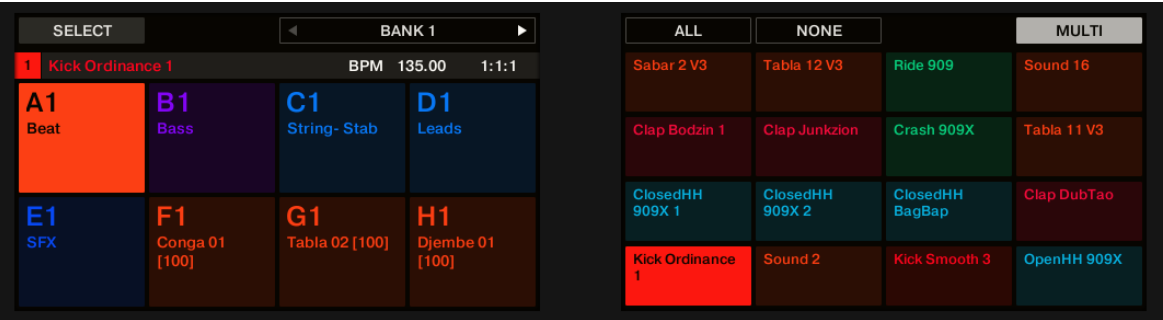 SELECT
BANK 1
1 Kick Ordinance 1 BPM 135.00 1:1:1
A1
Beat
B1
Bass
C1
String- Stab
D1
Leads
E1
SFX
F1
Conga 01
[100]
G1
Tabla 02 [100]
H1
Djembe 01
[100]
ALL
NONE
MULTI
Sabar 2 V3
Tabla 12 V3
Ride 909
Sound 16
Clap Bodzin 1
Clap Junkzion
Crash 909X
Tabla 11 V3
ClosedHH
909X 1
ClosedHH
909X 2
ClosedHH
BagBap
Clap DubTao
Kick Ordinance
1
Sound 2
Kick Smooth 3
OpenHH 909X